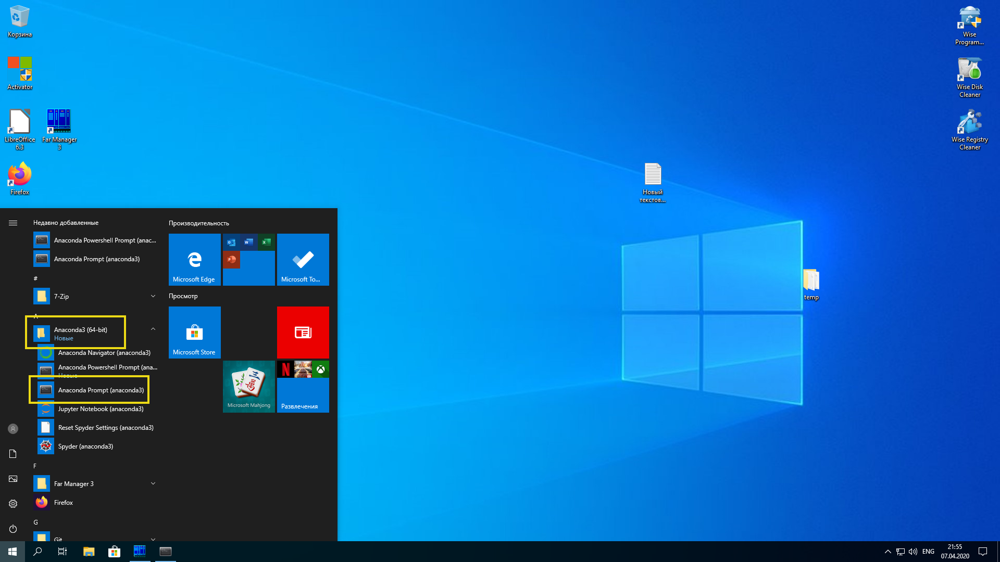 Корзина
Activator
LibreOffice
6.3
Far Manager
3
Firefox
Wise
Program...
Wise Disk
Cleaner
Wise Registry
Cleaner
Новый
текстов...
temp
Недавно добавленные
Anaconda Powershell Prompt (anac...
Anaconda Prompt (anaconda3)
#
7-Zip
A
Anaconda3 (64-bit)
Новые
Anaconda Navigator (anaconda3)
Anaconda Powershell Prompt (ana...
Новые
Anaconda Prompt (anaconda3)
Jupyter Notebook (anaconda3)
Reset Spyder Settings (anaconda3)
Spyder (anaconda3)
F
Far Manager 3
Firefox
G
Git
Производительность
Microsoft Edge
Microsoft To...
Просмотр
Microsoft Store
Microsoft Mahjong
Развлечения
ENG
21:55
07.04.2020